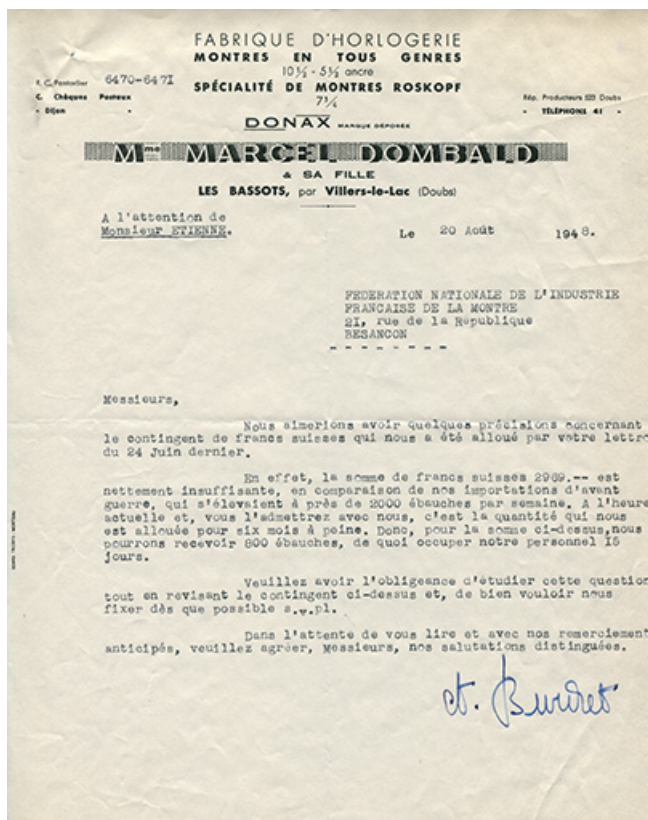 FABRIQUE D'HORLOGERIE
MONTRES EN TOUS GENRES
10½ - 5½ ancre
SPÉCIALITÉ DE MONTRES ROSKOPF
7¾
R. C. Pontarlier 6470-6471
C. Chèques Postaux
- Dijon -
Rép. Producteurs 523 Doubs
- TÉLÉPHONE 41 -
DONAX MARQUE DÉPOSÉE
Mme MARCEL DOMBALD
& SA FILLE
LES BASSOTS, par Villers-le-Lac (Doubs)
A l'attention de
Monsieur ETIENNE.
Le 20 Août 1948.
FEDERATION NATIONALE DE L'INDUSTRIE
FRANCAISE DE LA MONTRE
2I, rue de la République
BESANCON
- - - - - - - -
Messieurs,
Nous aimerions avoir quelques précisions concernant
le contingent de francs suisses qui nous a été alloué par votre lettre
du 24 Juin dernier.
En effet, la somme de francs suisses 2969.-- est
nettement insuffisante, en comparaison de nos importations d'avant
guerre, qui s'élevaient à près de 2000 ébauches par semaine. A l'heure
actuelle et, vous l'admettrez avec nous, c'est la quantité qui nous
est allouée pour six mois à peine. Donc, pour la somme ci-dessus,nous
pourrons recevoir 800 ébauches, de quoi occuper notre personnel I5
jours.
Veuillez avoir l'obligeance d'étudier cette question
tout en revisant le contingent ci-dessus et, de bien vouloir nous
fixer dès que possible s.v.pl.
Dans l'attente de vous lire et avec nos remerciement
anticipés, veuillez agréer, Messieurs, nos salutations distinguées.